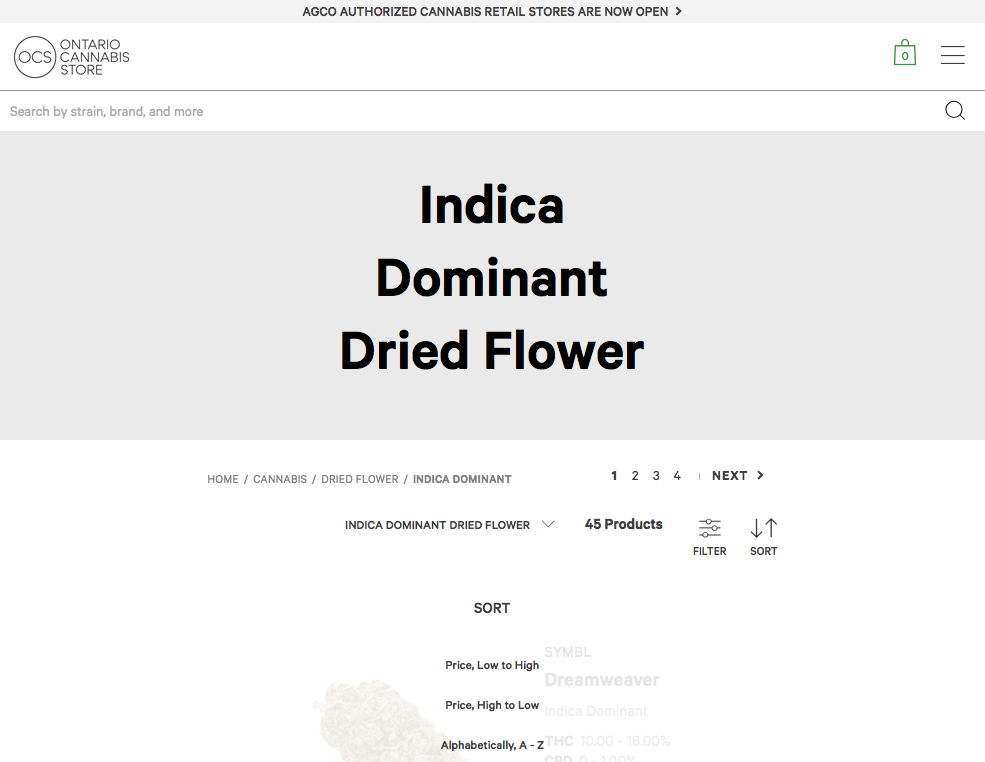 AGCO AUTHORIZED CANNABIS RETAIL STORES ARE NOW OPEN >
OCS
ONTARIO
CANNABIS
STORE
0
Search by strain, brand, and more
Indica
Dominant
Dried Flower
HOME / CANNABIS / DRIED FLOWER / INDICA DOMINANT
1 2 3 4 | NEXT >
INDICA DOMINANT DRIED FLOWER
45 Products
FILTER
SORT
SORT
SYMBL
Price, Low to High
Dreamweaver
Price, High to Low
Indica Dominant
Alphabetically, A - Z
THC 10.00 - 16.00%
CBD 0 - 1.00%